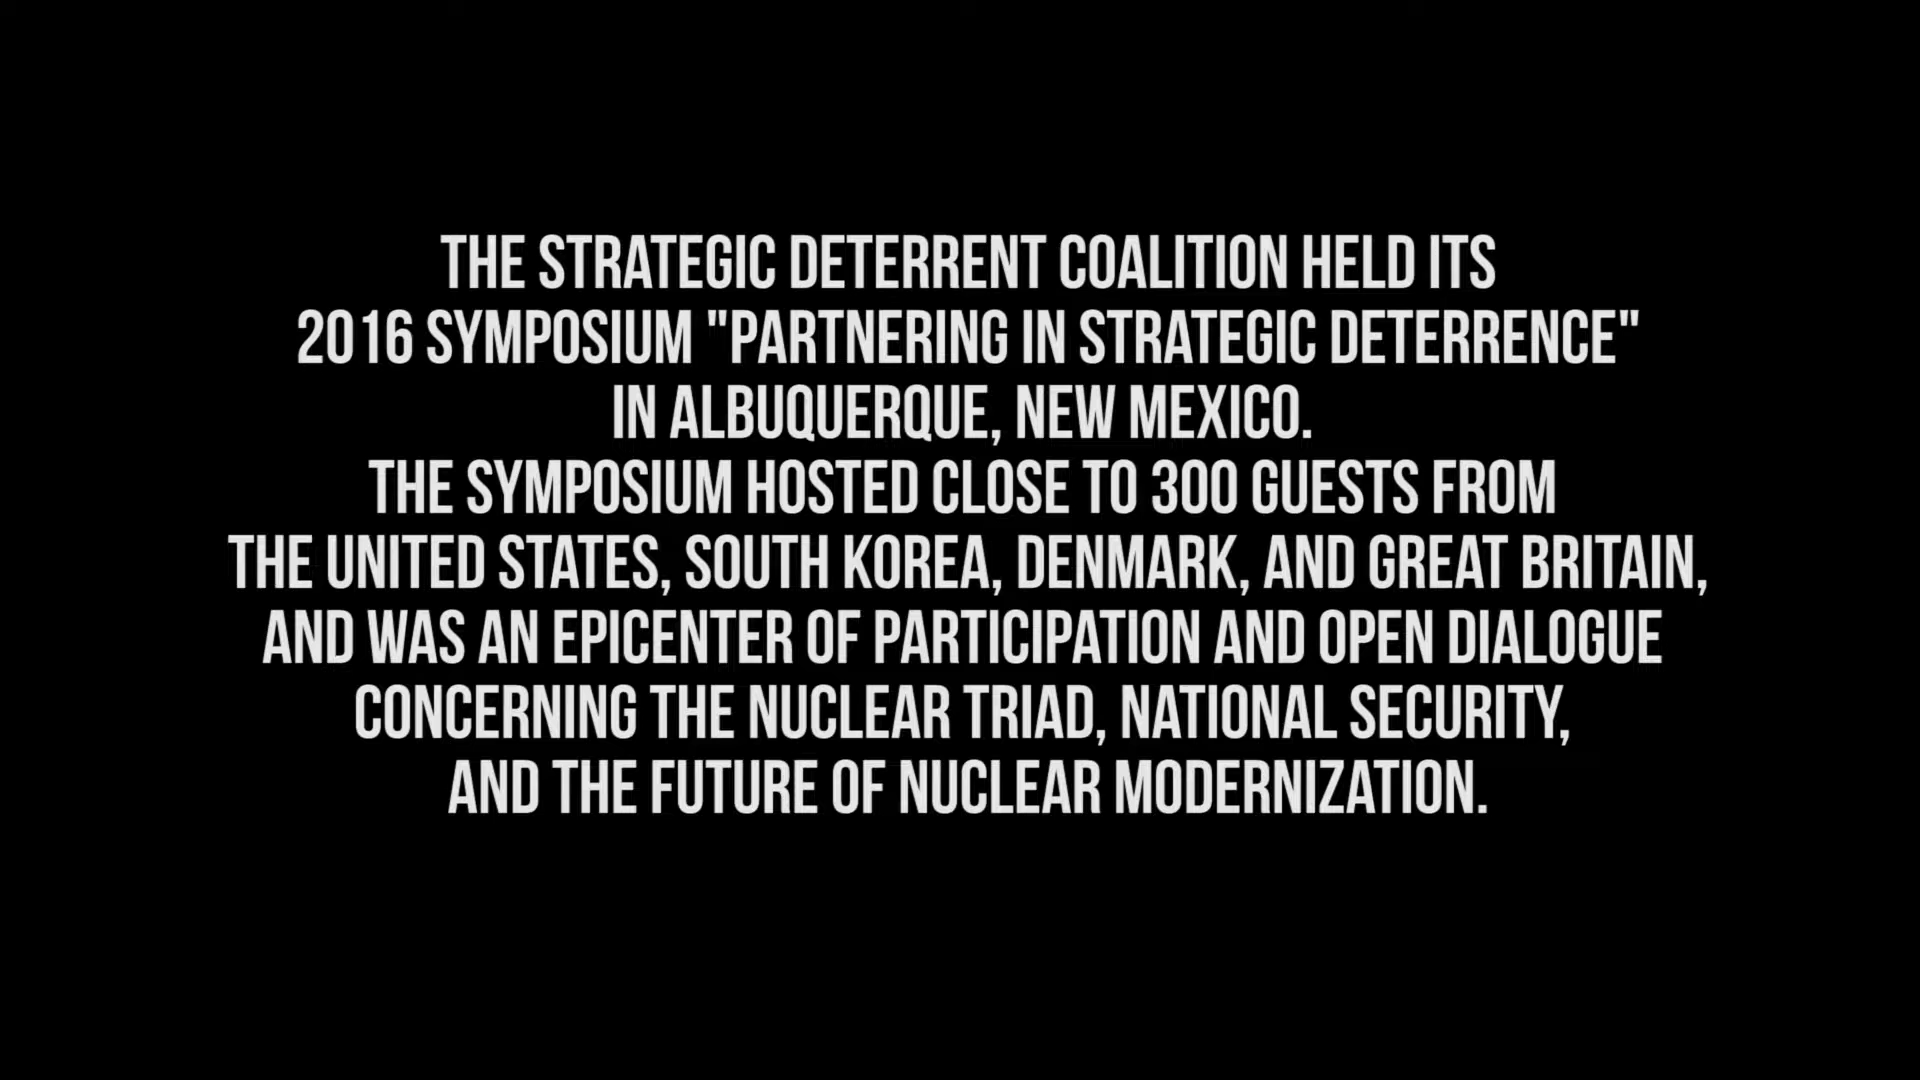 THE STRATEGIC DETERRENT COALITION HELD ITS
2016 SYMPOSIUM "PARTNERING IN STRATEGIC DETERRENCE"
IN ALBUQUERQUE, NEW MEXICO.
THE SYMPOSIUM HOSTED CLOSE TO 300 GUESTS FROM
THE UNITED STATES, SOUTH KOREA, DENMARK, AND GREAT BRITAIN,
AND WAS AN EPICENTER OF PARTICIPATION AND OPEN DIALOGUE
CONCERNING THE NUCLEAR TRIAD, NATIONAL SECURITY,
AND THE FUTURE OF NUCLEAR MODERNIZATION.